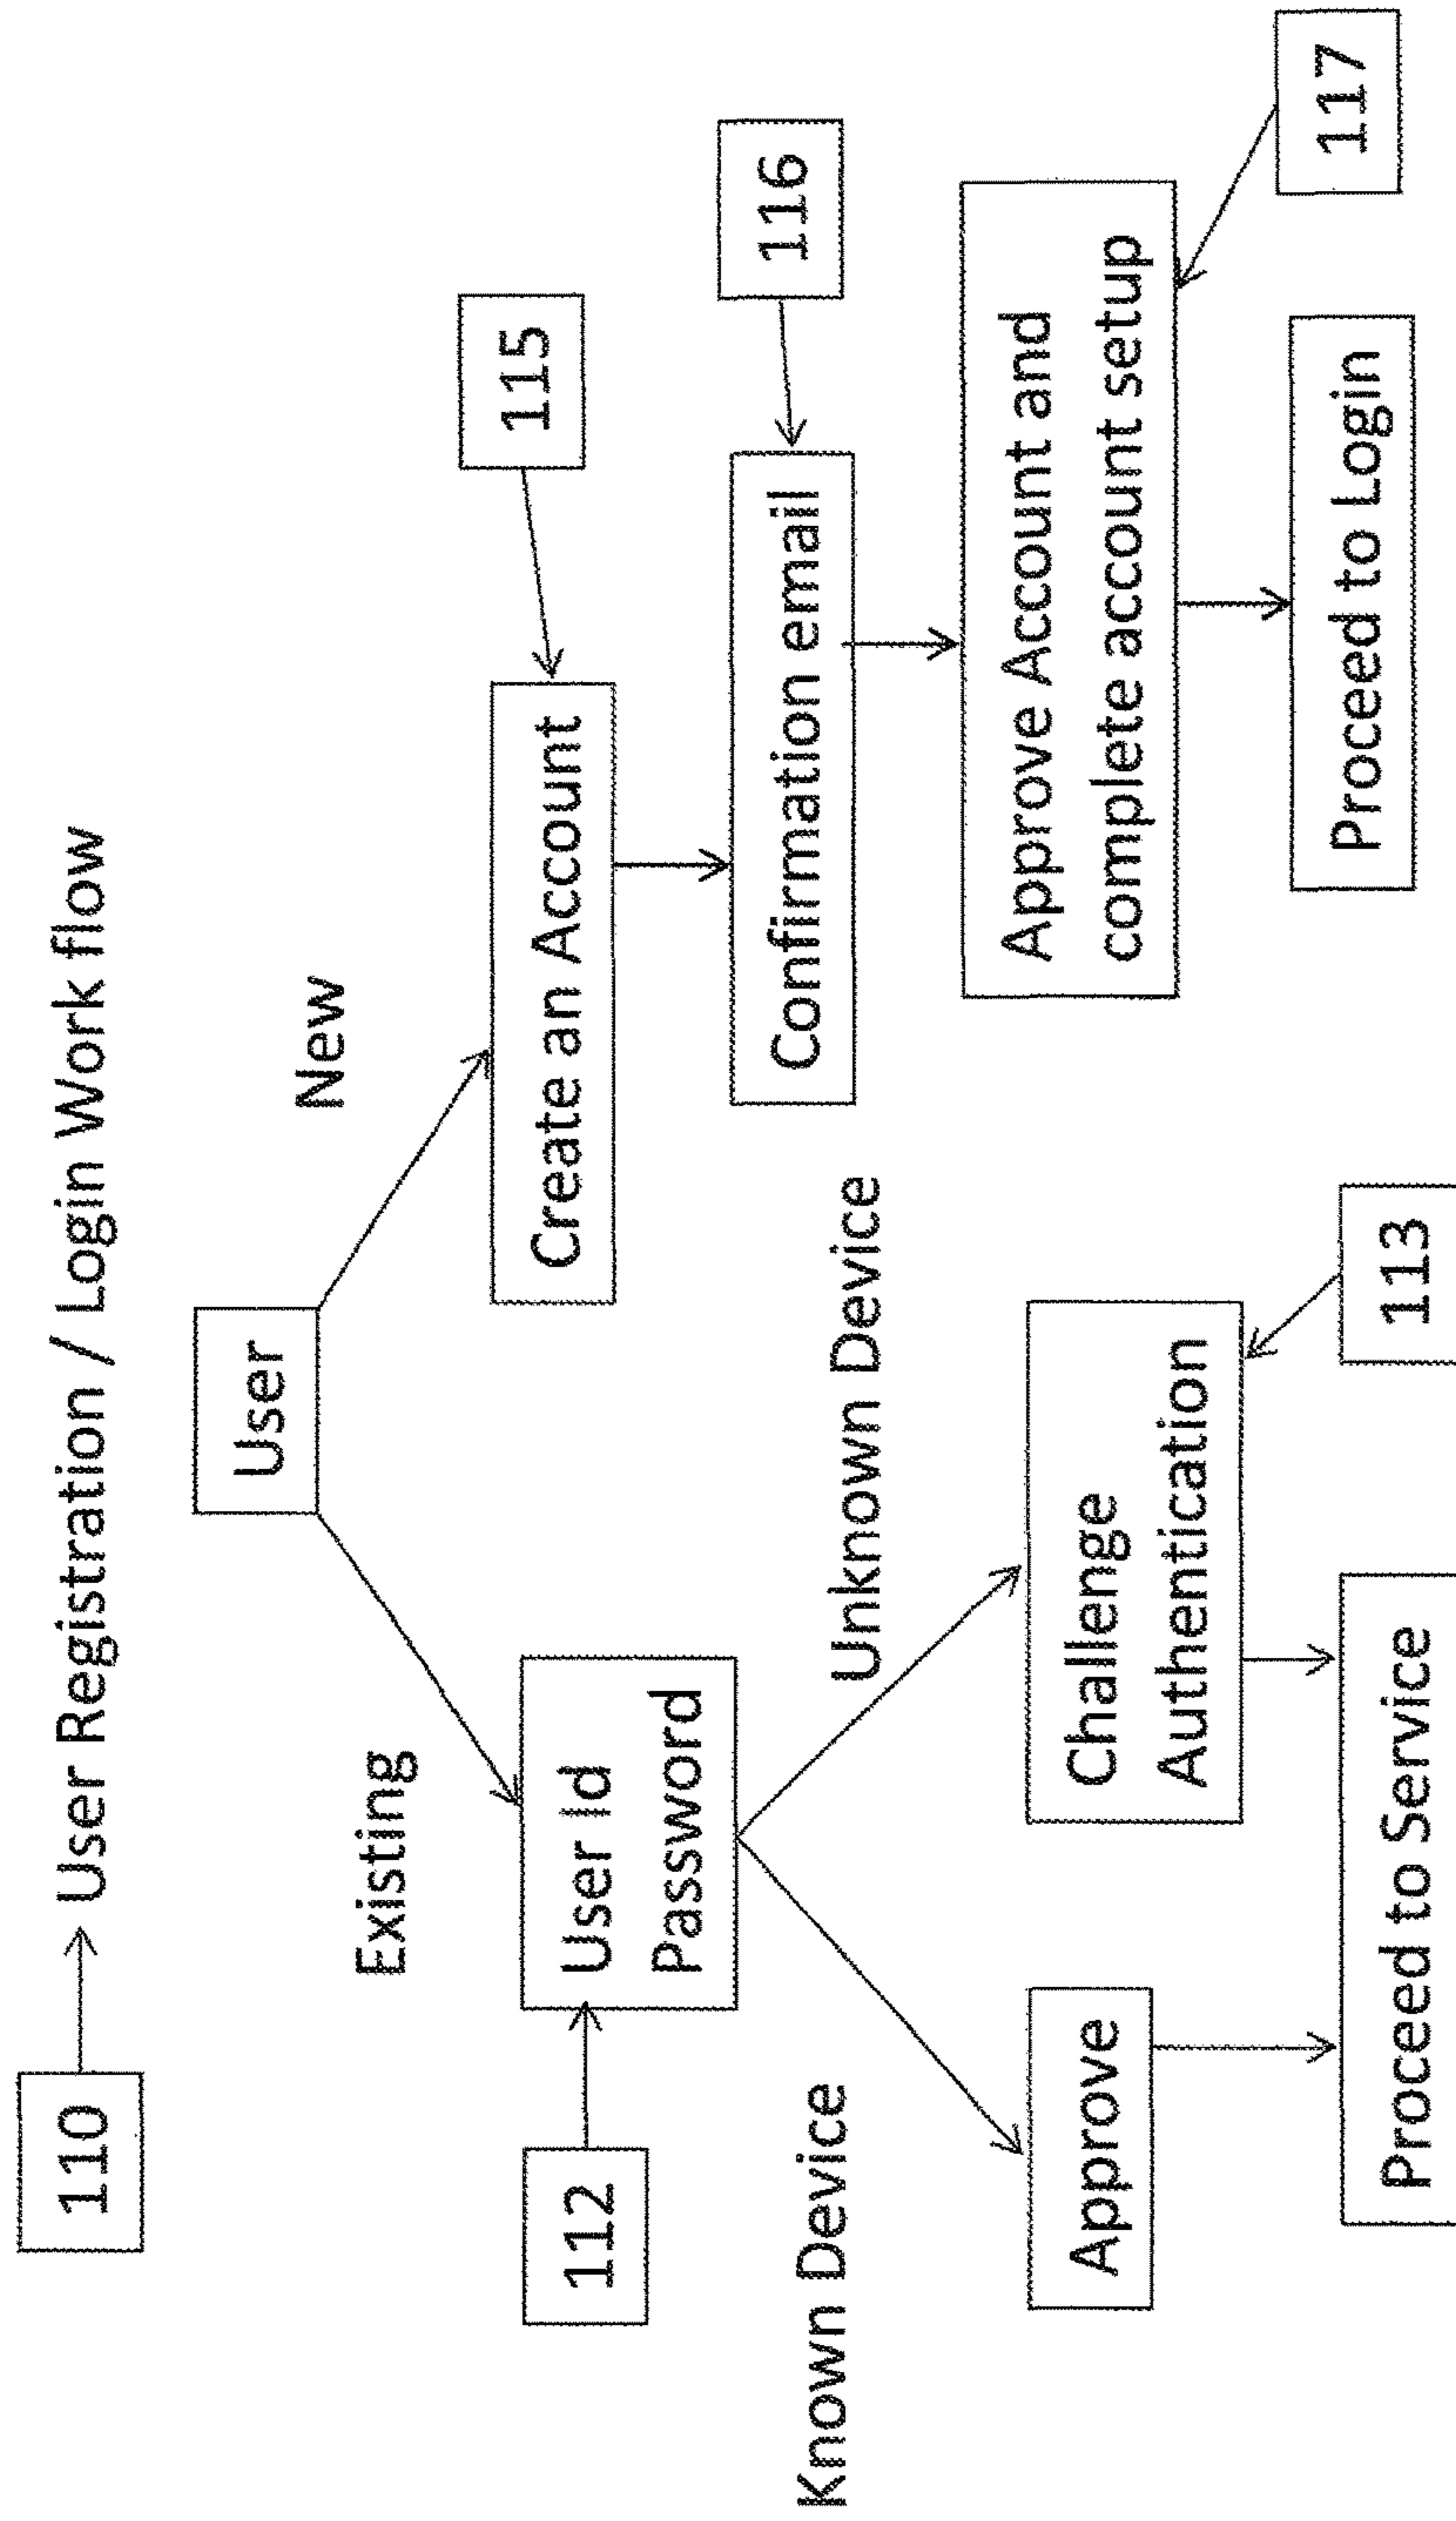 110
User Registration / Login Work flow
User
Existing
New
112
User Id
Password
Create an Account
115
Confirmation email
116
Known Device
Unknown Device
Approve
Challenge
Authentication
Approve Account and
complete account setup
113
117
Proceed to Service
Proceed to Login